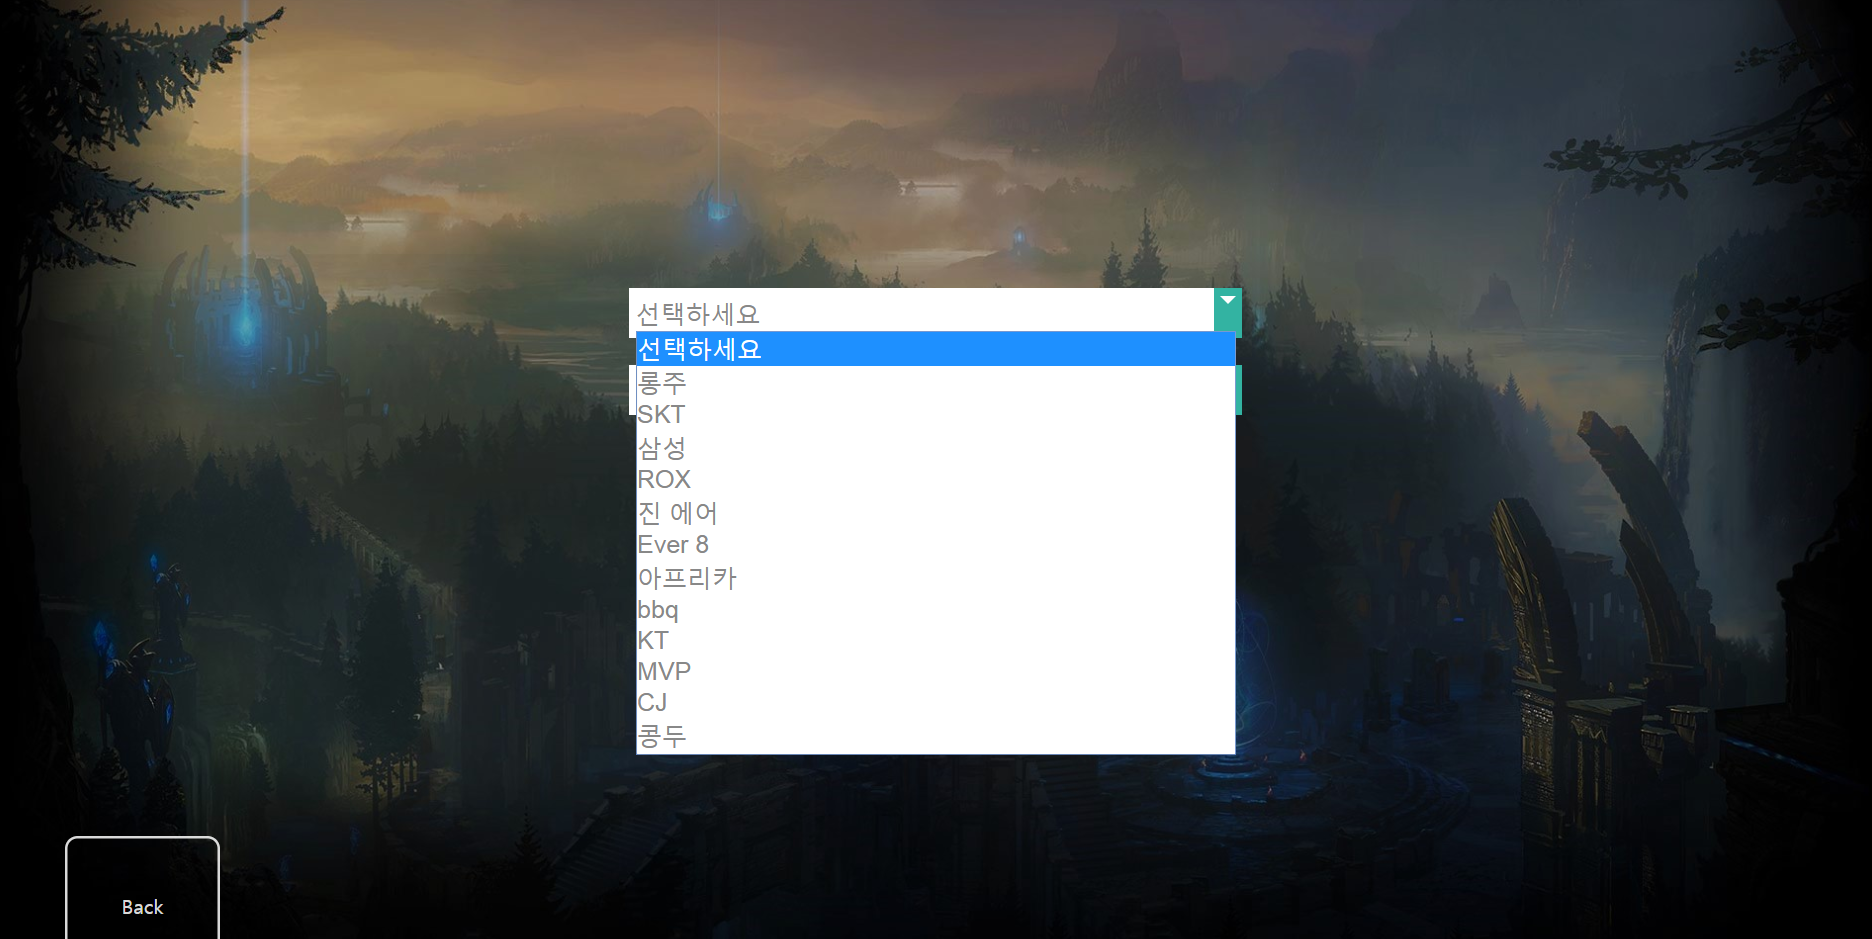 선택하세요
선택하세요
롱주
SKT
삼성
ROX
진 에어
Ever 8
아프리카
bbq
KT
MVP
CJ
콩두
Back